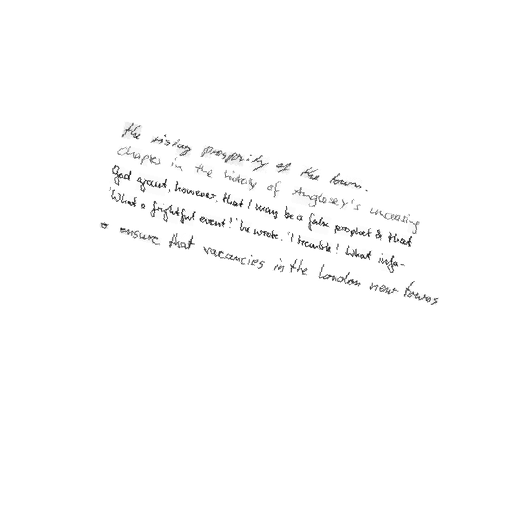 the rising prosperity of the town.
chapter in the history of Anglesey's unceasing
God grant, however, that I may be a false prophet & that
'What a frightful event!' he wrote. 'I tremble! What infa-
to ensure that vacancies in the London new towns